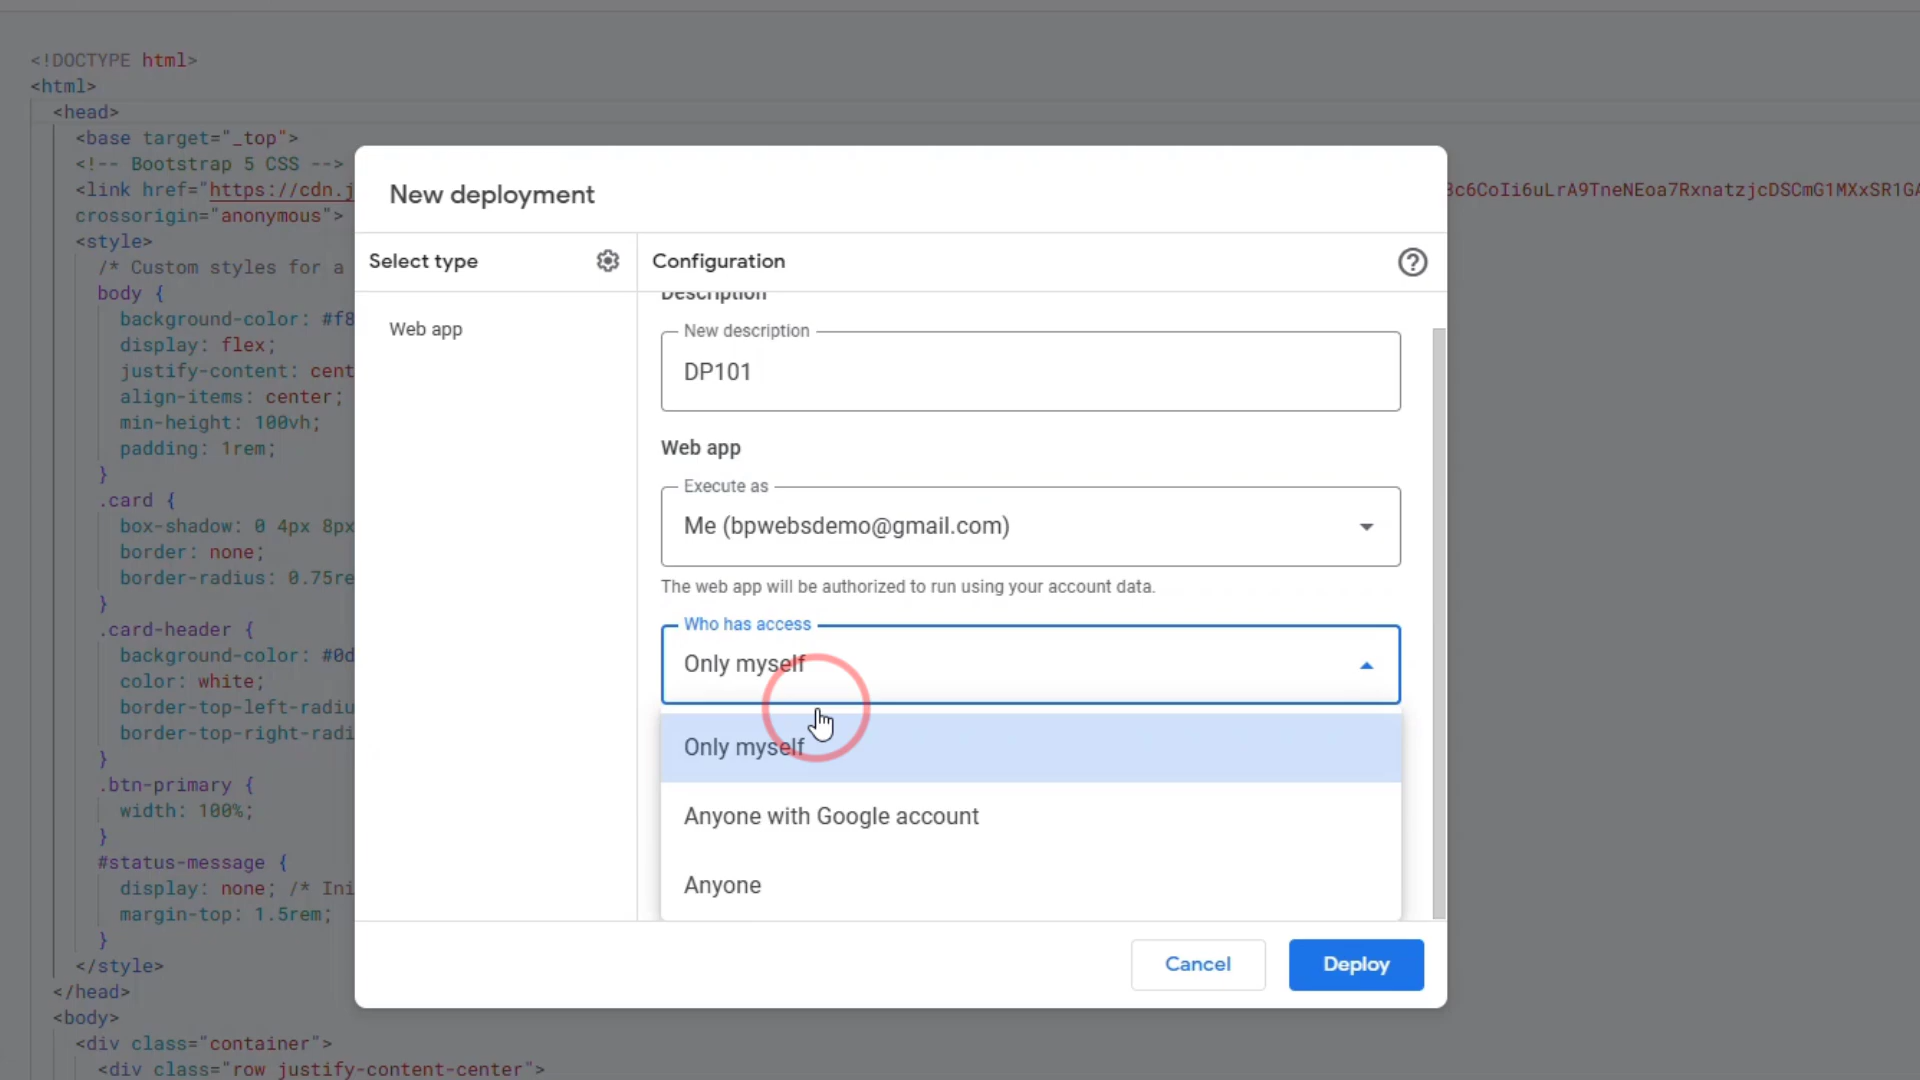 <!DOCTYPE html>
<html>
<head>
<base target="_top">
<!-- Bootstrap 5 CSS -->
<link href="https://cdn.j
3c6CoIi6uLrA9TneNEoa7RxnatzjcDSCmG1MXxSR1GA
crossorigin="anonymous">
<style>
/* Custom styles for a
body {
background-color: #f8
display: flex;
justify-content: cent
align-items: center;
min-height: 100vh;
padding: 1rem;
}
.card {
box-shadow: 0 4px 8px
border: none;
border-radius: 0.75re
}
.card-header {
background-color: #0d
color: white;
border-top-left-radiu
border-top-right-radi
}
.btn-primary {
width: 100%;
}
#status-message {
display: none; /* Ini
margin-top: 1.5rem;
}
</style>
</head>
<body>
<div class="container">
<div class="row justify-content-center">
New deployment
Select type
Configuration
Web app
Description
New description
DP101
Web app
Execute as
Me (bpwebsdemo@gmail.com)
The web app will be authorized to run using your account data.
Who has access
Only myself
Only myself
Anyone with Google account
Anyone
Cancel
Deploy